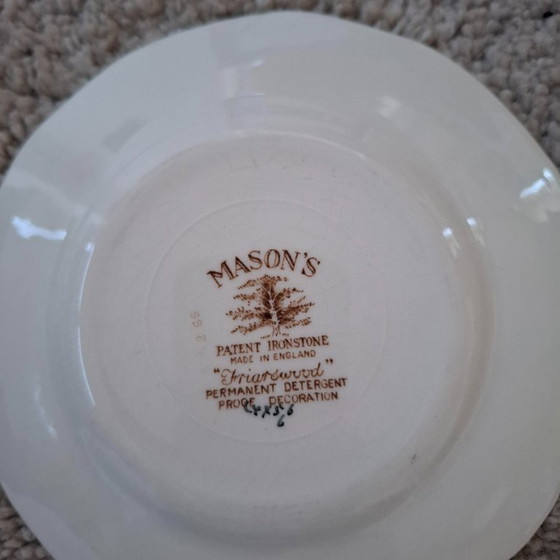 MASON'S
PATENT IRONSTONE
MADE IN ENGLAND
"Friarswood"
PERMANENT DETERGENT
PROOF DECORATION